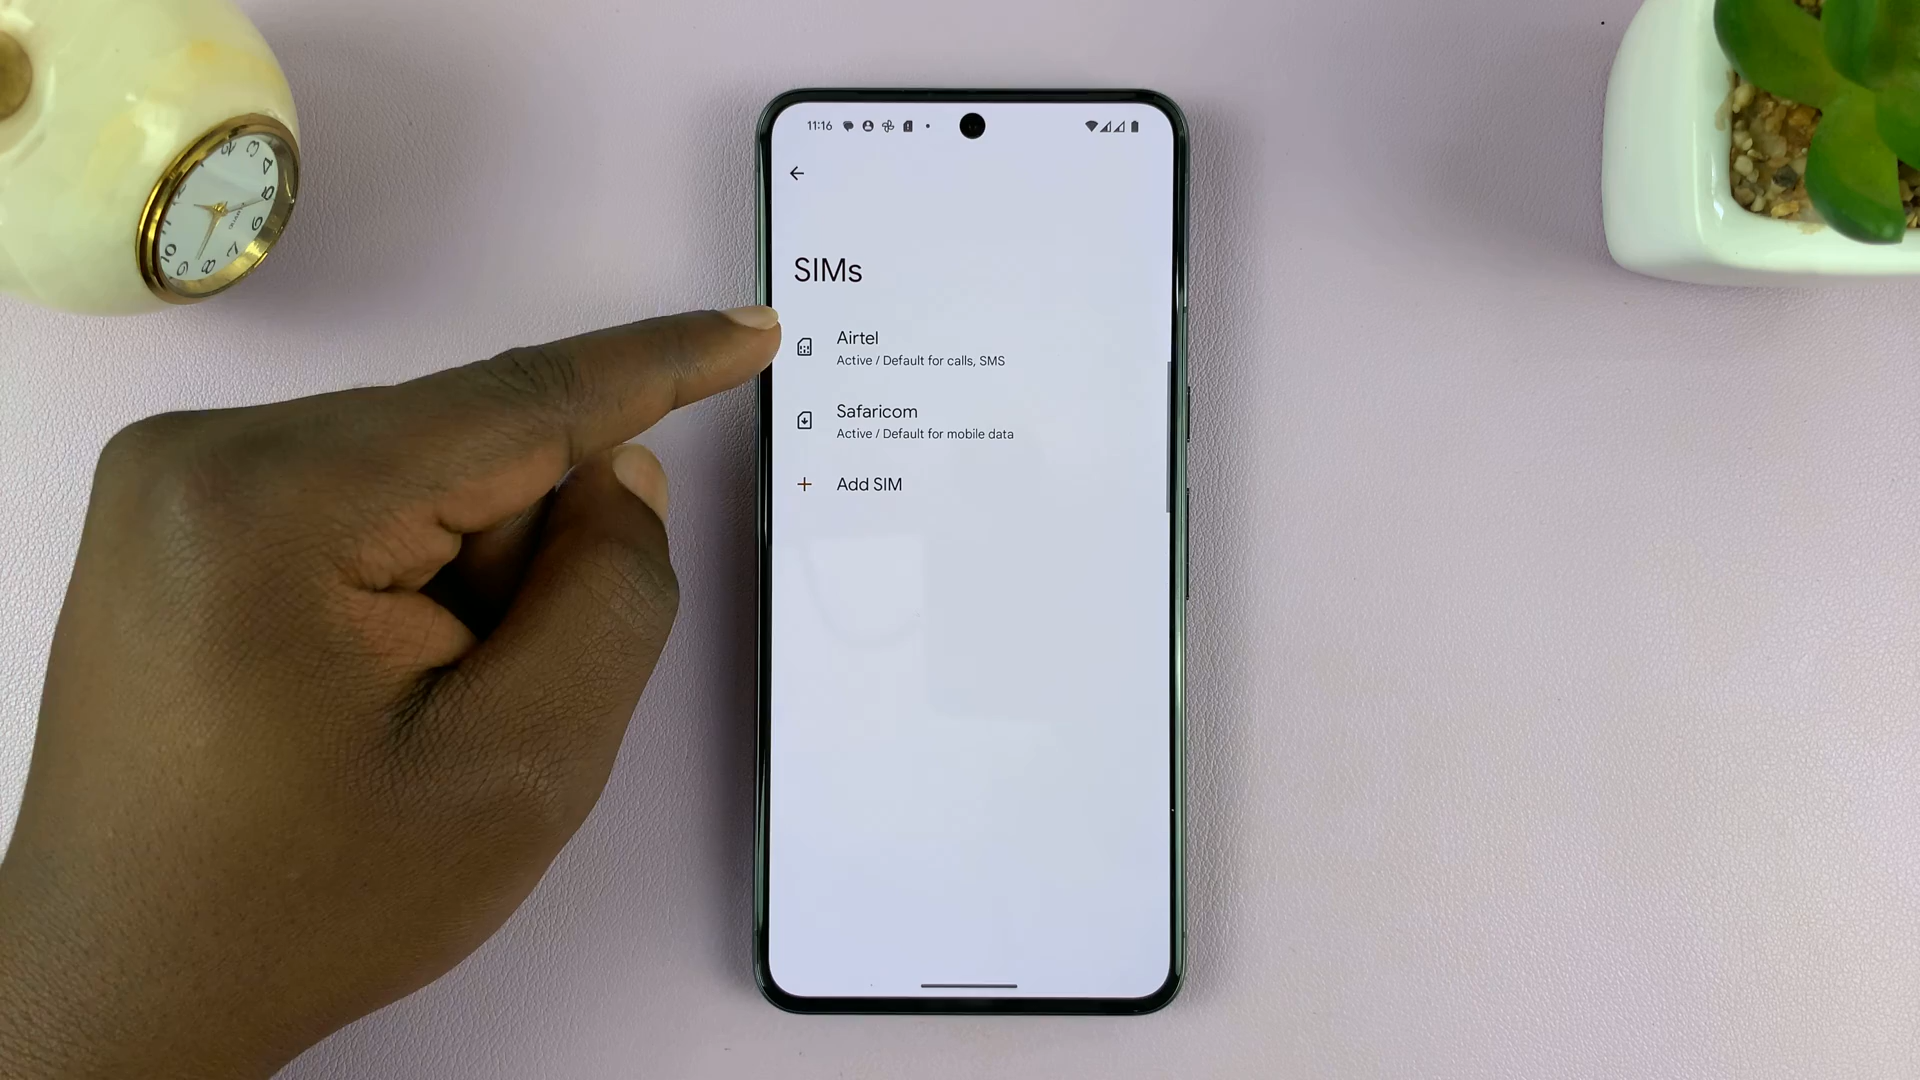 11:16
SIMs
Airtel
Active / Default for calls, SMS
Safaricom
Active / Default for mobile data
+ Add SIM